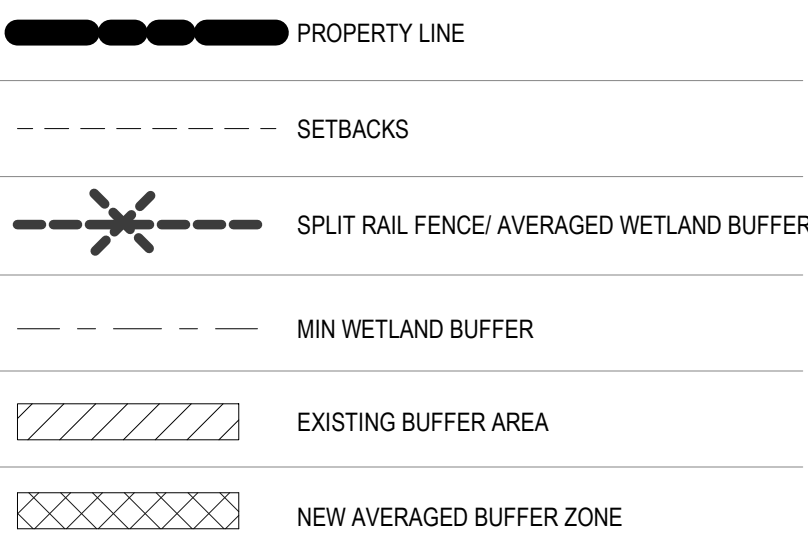 PROPERTY LINE
SETBACKS
SPLIT RAIL FENCE/ AVERAGED WETLAND BUFFER
MIN WETLAND BUFFER
EXISTING BUFFER AREA
NEW AVERAGED BUFFER ZONE